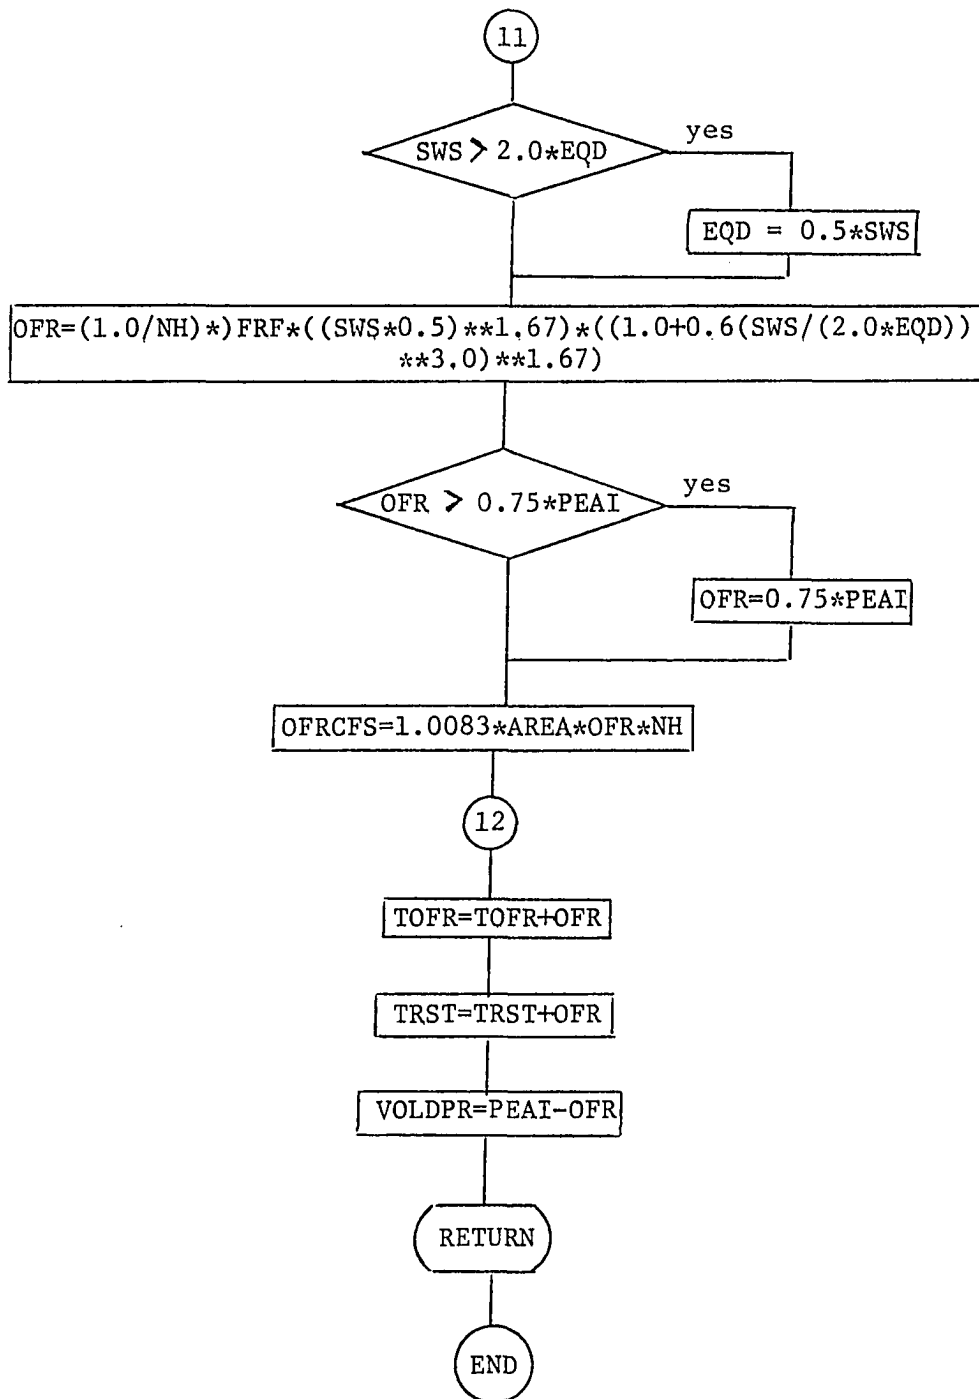 11
SWS > 2.0*EQD
yes
EQD = 0.5*SWS
OFR=(1.0/NH)*)FRF*((SWS*0.5)**1.67)*((1.0+0.6(SWS/(2.0*EQD))
**3.0)**1.67)
OFR > 0.75*PEAI
yes
OFR=0.75*PEAI
OFRCFS=1.0083*AREA*OFR*NH
12
TOFR=TOFR+OFR
TRST=TRST+OFR
VOLDPR=PEAI-OFR
RETURN
END